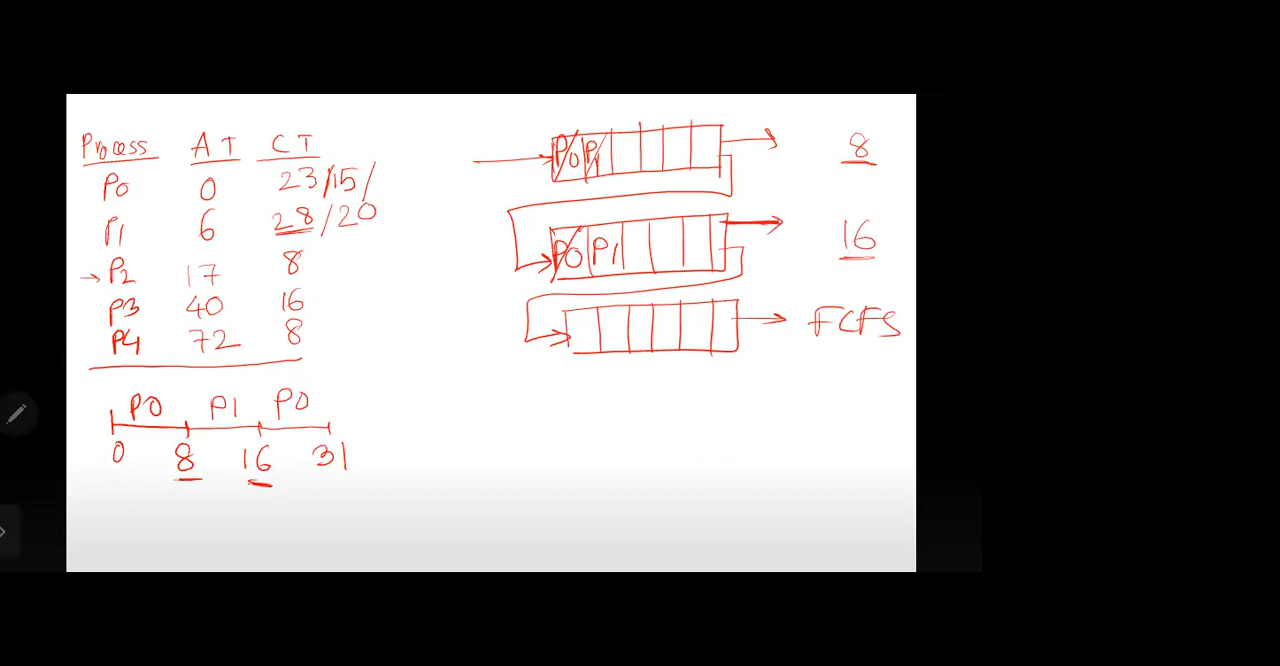 Process AT CT
P0 0 23/15/
P1 6 28/20
→ P2 17 8
P3 40 16
P4 72 8
P0 P1 P0
0 8 16 31
P0 P1 8
P0 P1 16
FCFS